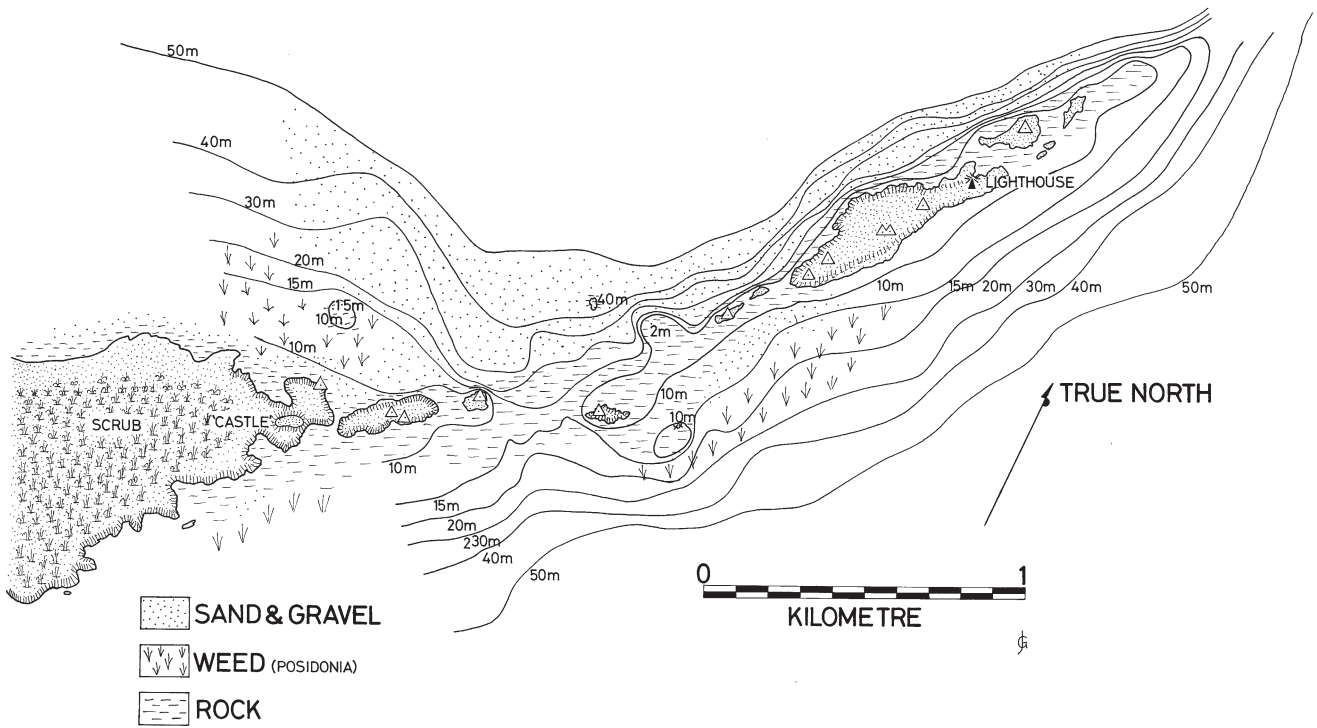 50m
40m
30m
20m
15m
1·5m
10m
10m
40m
2m
10m
10m
10m
10m
15m
20m
30m
40m
50m
LIGHTHOUSE
SCRUB
'CASTLE'
15m
20m
230m
40m
50m
TRUE NORTH
0 1
KILOMETRE
SAND & GRAVEL
WEED (POSIDONIA)
ROCK